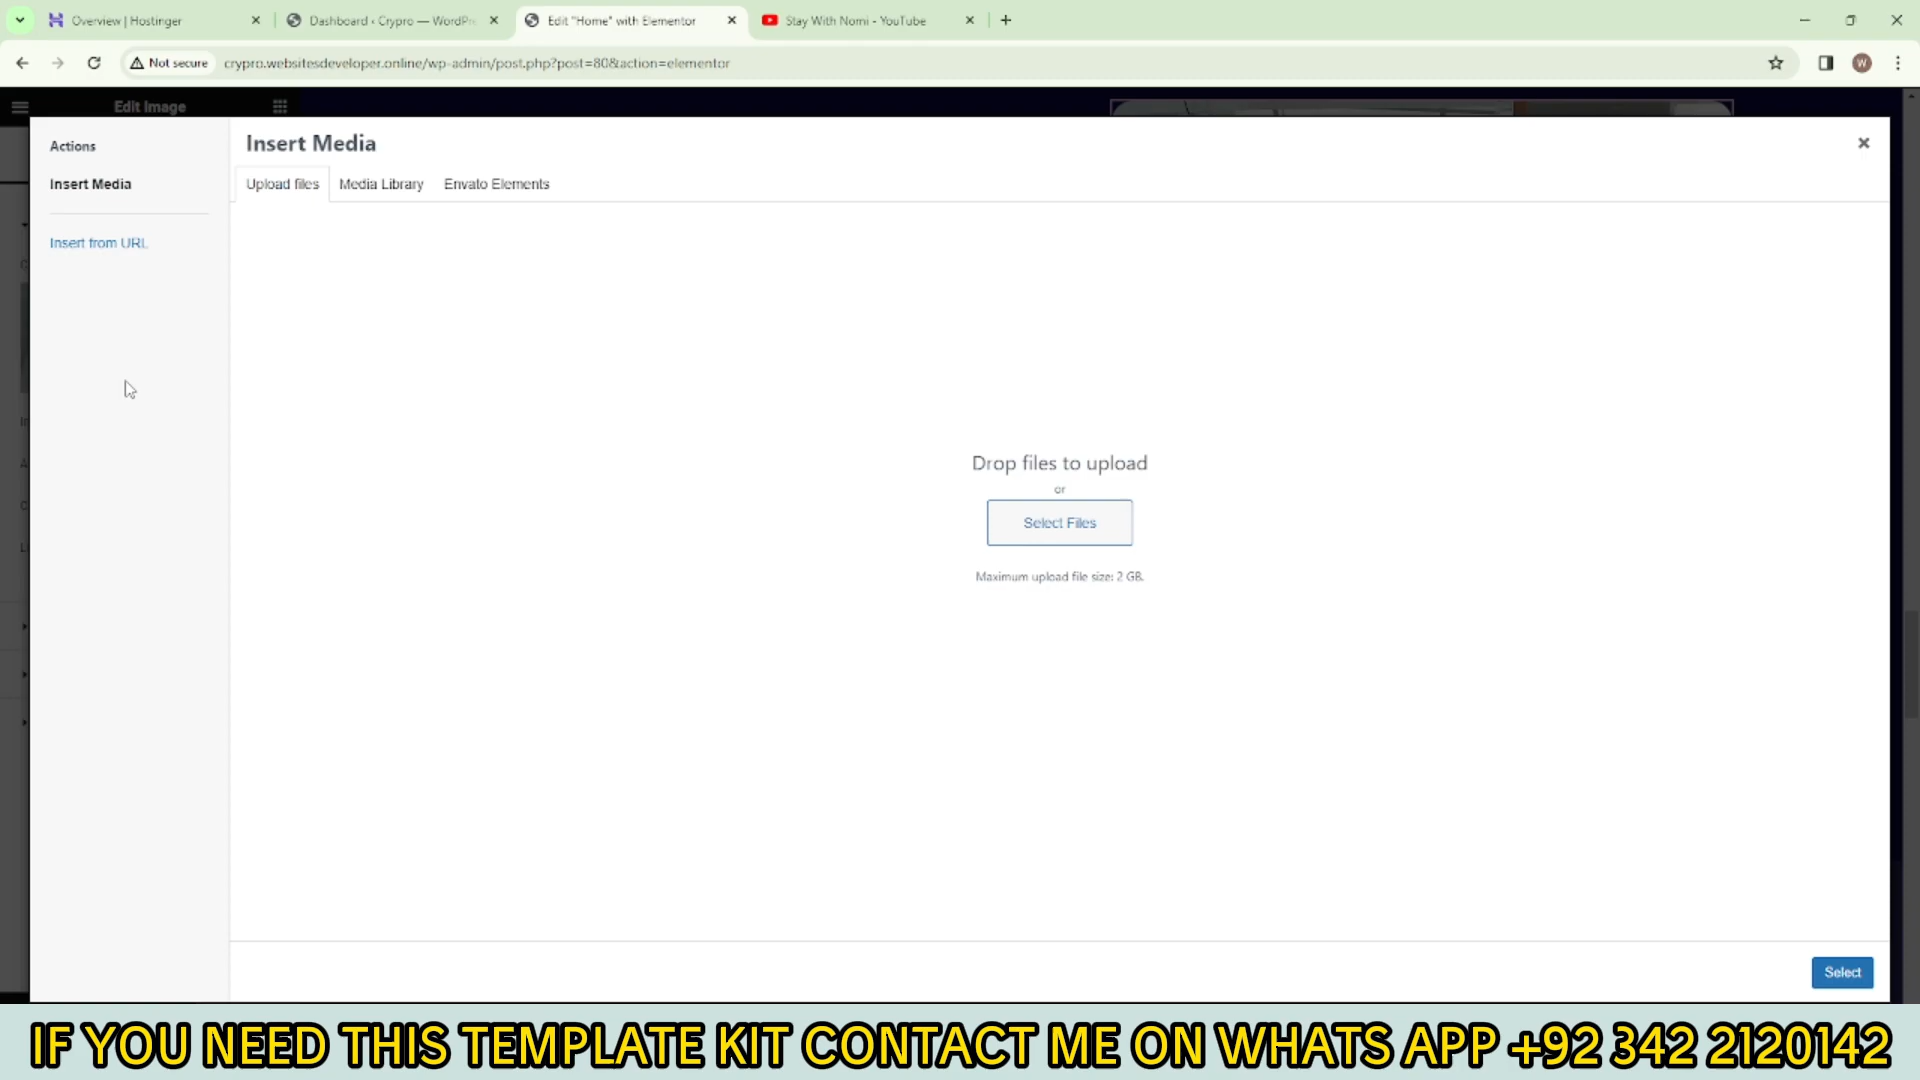 Overview | Hostinger
Dashboard ‹ Crypro — WordPr
Edit "Home" with Elementor
Stay With Nomi - YouTube
Not secure
crypro.websitesdeveloper.online/wp-admin/post.php?post=80&action=elementor
W
Edit Image
Actions
Insert Media
Insert from URL
Insert Media
Upload files
Media Library
Envato Elements
Drop files to upload
or
Select Files
Maximum upload file size: 2 GB.
Select
IF YOU NEED THIS TEMPLATE KIT CONTACT ME ON WHATS APP +92 342 2120142